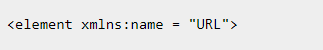 <element xmlns:name = "URL">